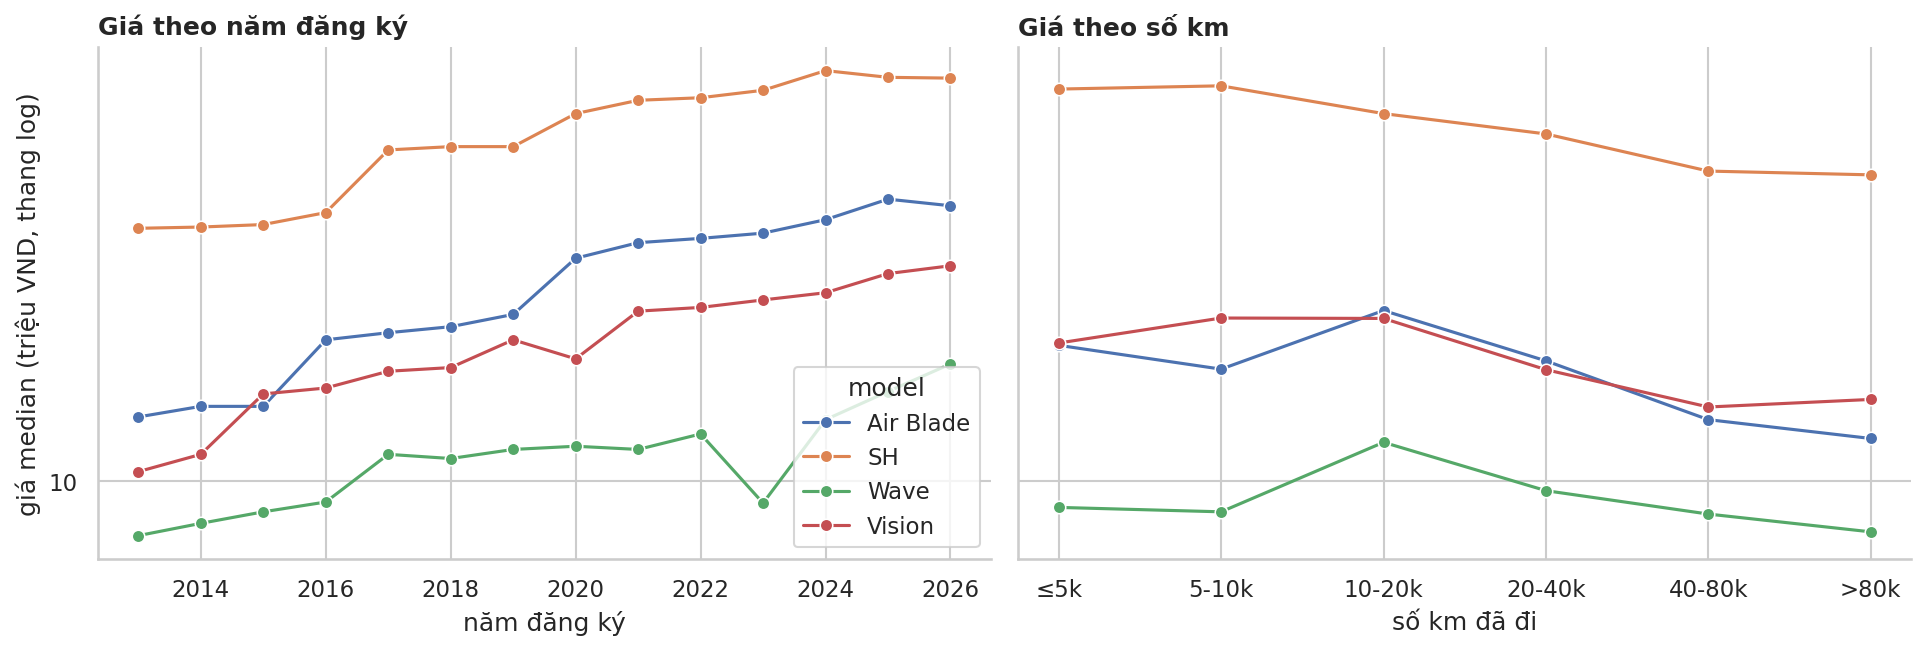 Giá theo năm đăng ký
giá median (triệu VND, thang log)
10
model
Air Blade
SH
Wave
Vision
2014 2016 2018 2020 2022 2024 2026
năm đăng ký
Giá theo số km
≤5k 5-10k 10-20k 20-40k 40-80k >80k
số km đã đi